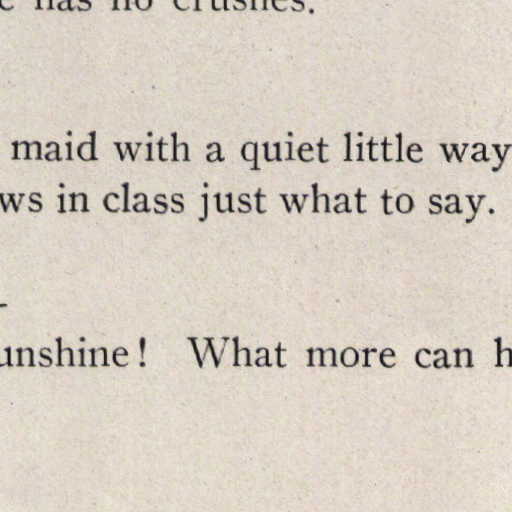 has no crushes.
maid with a quiet little way
ws in class just what to say.
unshine! What more can h